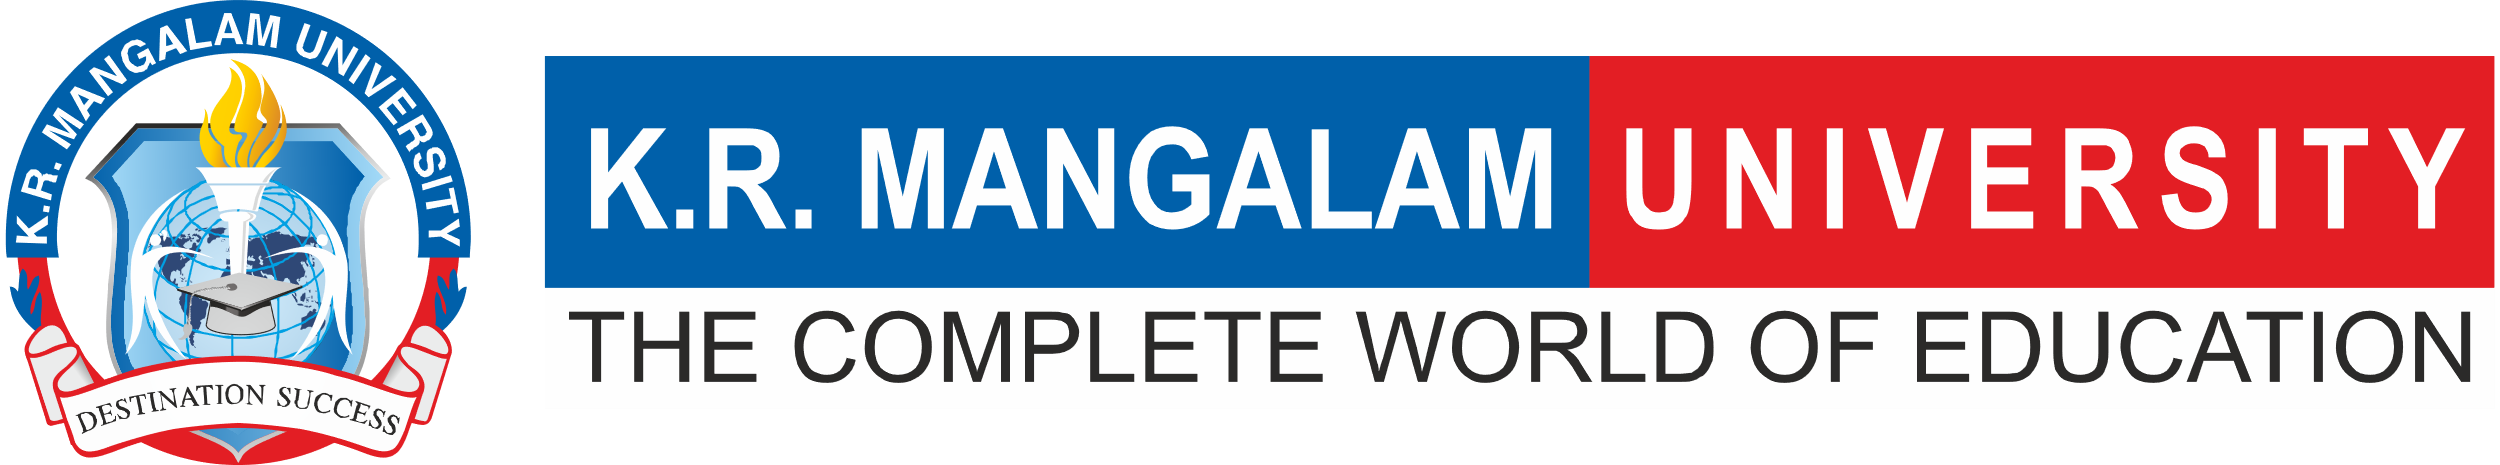 K.R. MANGALAM UNIVERSITY
DESTINATION SUCCESS
K.R. MANGALAM UNIVERSITY
THE COMPLETE WORLD OF EDUCATION